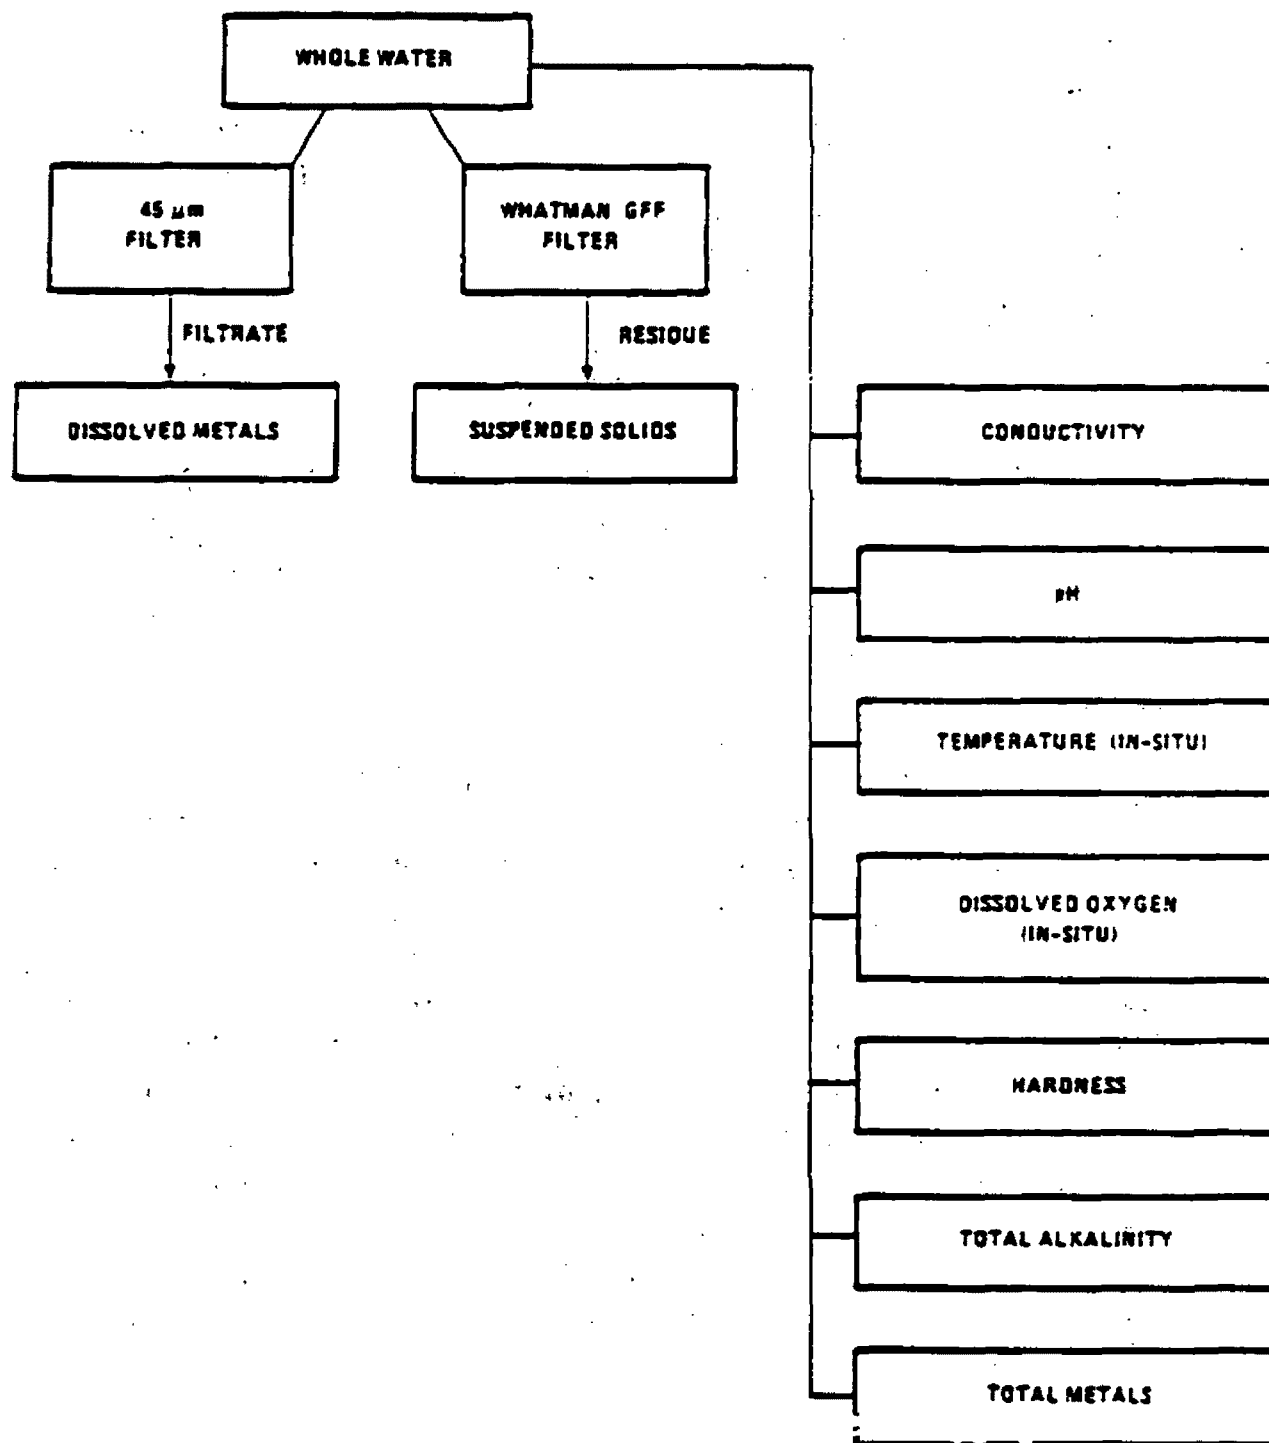 WHOLE WATER
45 µm
FILTER
WHATMAN GFF
FILTER
FILTRATE
RESIDUE
DISSOLVED METALS
SUSPENDED SOLIDS
CONDUCTIVITY
pH
TEMPERATURE (IN-SITU)
DISSOLVED OXYGEN
(IN-SITU)
HARDNESS
TOTAL ALKALINITY
TOTAL METALS